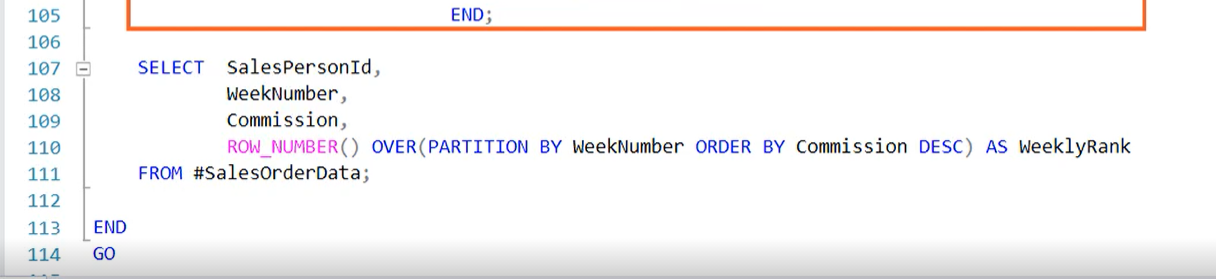 105 END;
106
107 SELECT SalesPersonId,
108 WeekNumber,
109 Commission,
110 ROW_NUMBER() OVER(PARTITION BY WeekNumber ORDER BY Commission DESC) AS WeeklyRank
111 FROM #SalesOrderData;
112
113 END
114 GO